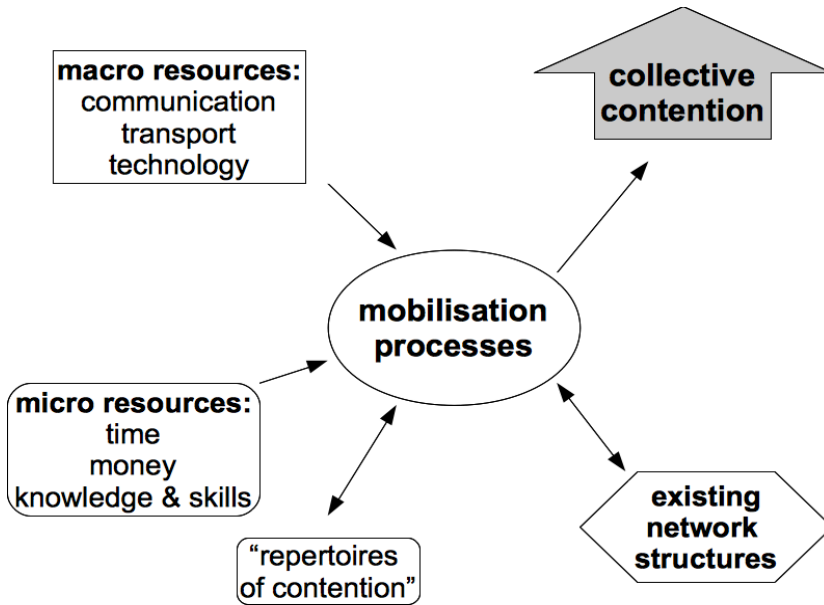 macro resources:
communication
transport
technology
collective
contention
mobilisation
processes
micro resources:
time
money
knowledge & skills
“repertoires
of contention”
existing
network
structures